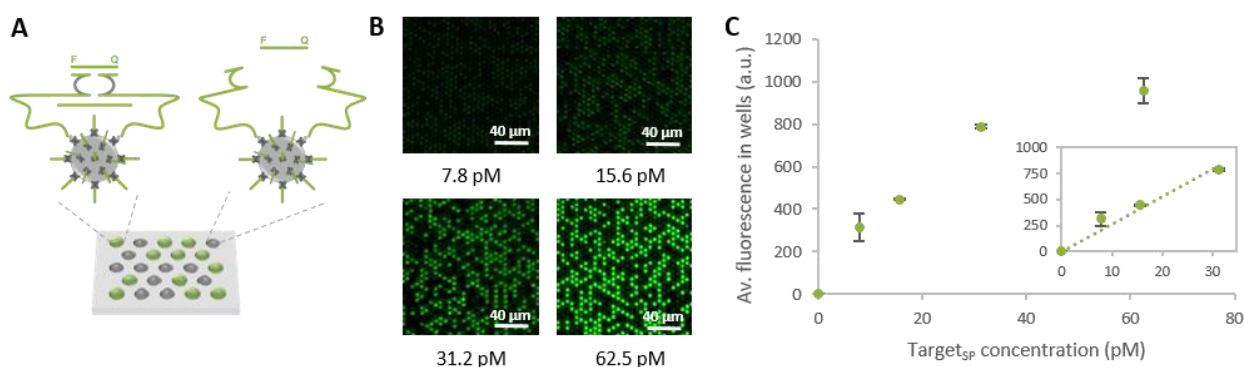 A
F Q
F Q
B
40 µm
40 µm
7.8 pM
15.6 pM
40 µm
40 µm
31.2 pM
62.5 pM
C
Av. fluorescence in wells (a.u.)
1200
1000
800
600
400
200
0
0 20 40 60 80
Target_SP concentration (pM)
1000
750
500
250
0
0 10 20 30